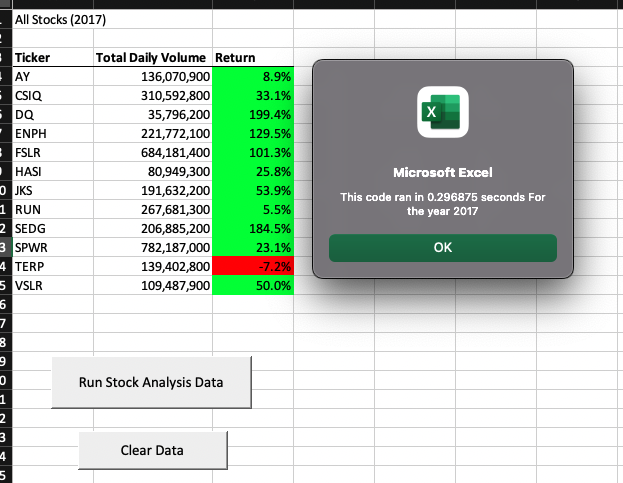 All Stocks (2017)
Ticker Total Daily Volume Return
AY 136,070,900 8.9%
CSIQ 310,592,800 33.1%
DQ 35,796,200 199.4%
ENPH 221,772,100 129.5%
FSLR 684,181,400 101.3%
HASI 80,949,300 25.8%
JKS 191,632,200 53.9%
RUN 267,681,300 5.5%
SEDG 206,885,200 184.5%
SPWR 782,187,000 23.1%
TERP 139,402,800 -7.2%
VSLR 109,487,900 50.0%
X
Microsoft Excel
This code ran in 0.296875 seconds For
the year 2017
OK
Run Stock Analysis Data
Clear Data